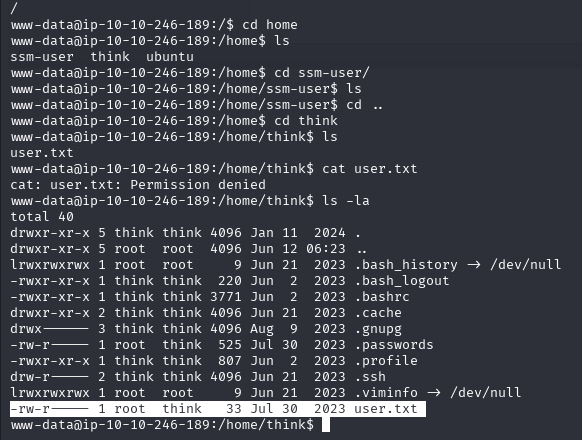 /
www-data@ip-10-10-246-189:/$ cd home
www-data@ip-10-10-246-189:/home$ ls
ssm-user  think  ubuntu
www-data@ip-10-10-246-189:/home$ cd ssm-user/
www-data@ip-10-10-246-189:/home/ssm-user$ ls
www-data@ip-10-10-246-189:/home/ssm-user$ cd ..
www-data@ip-10-10-246-189:/home$ cd think
www-data@ip-10-10-246-189:/home/think$ ls
user.txt
www-data@ip-10-10-246-189:/home/think$ cat user.txt
cat: user.txt: Permission denied
www-data@ip-10-10-246-189:/home/think$ ls -la
total 40
drwxr-xr-x 5 think think 4096 Jan 11  2024 .
drwxr-xr-x 5 root  root  4096 Jun 12 06:23 ..
lrwxrwxrwx 1 root  root     9 Jun 21  2023 .bash_history -> /dev/null
-rwxr-xr-x 1 think think  220 Jun  2  2023 .bash_logout
-rwxr-xr-x 1 think think 3771 Jun  2  2023 .bashrc
drwxr-xr-x 2 think think 4096 Jun 21  2023 .cache
drwx------ 3 think think 4096 Aug  9  2023 .gnupg
-rw-r----- 1 root  think  525 Jul 30  2023 .passwords
-rwxr-xr-x 1 think think  807 Jun  2  2023 .profile
drw-r----- 2 think think 4096 Jun 21  2023 .ssh
lrwxrwxrwx 1 root  think    9 Jun 21  2023 .viminfo -> /dev/null
-rw-r----- 1 root  think   33 Jul 30  2023 user.txt
www-data@ip-10-10-246-189:/home/think$